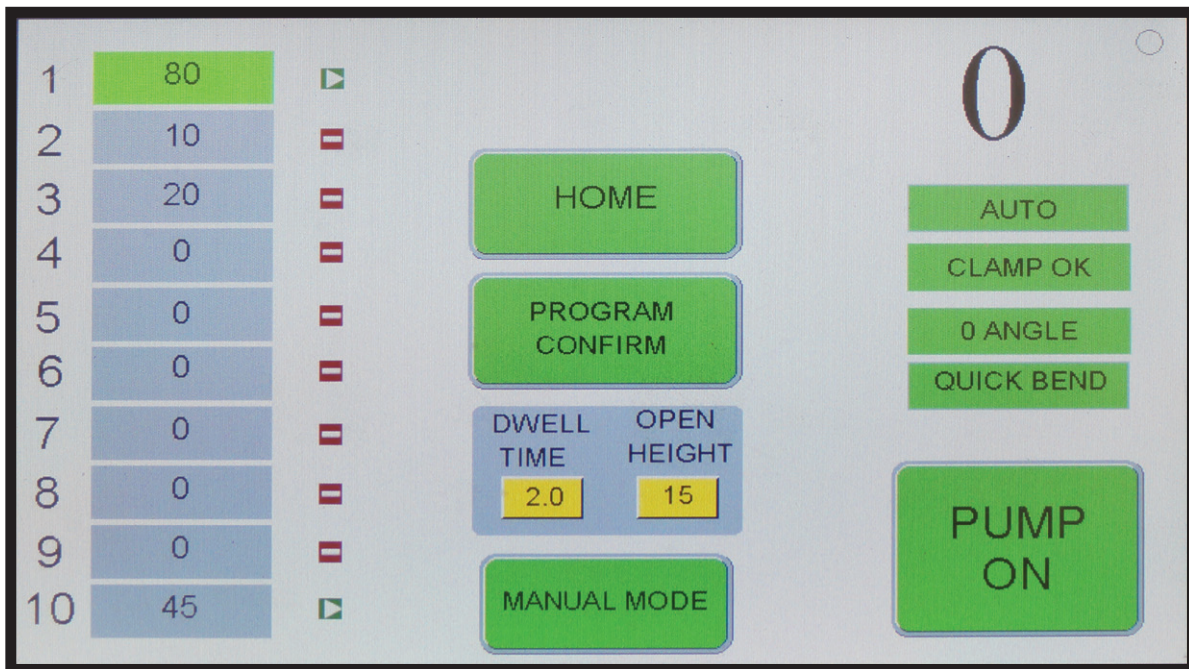 1 80
2 10
3 20
4 0
5 0
6 0
7 0
8 0
9 0
10 45
HOME
PROGRAM
CONFIRM
DWELL
TIME
2.0
OPEN
HEIGHT
15
MANUAL MODE
0
AUTO
CLAMP OK
0 ANGLE
QUICK BEND
PUMP
ON